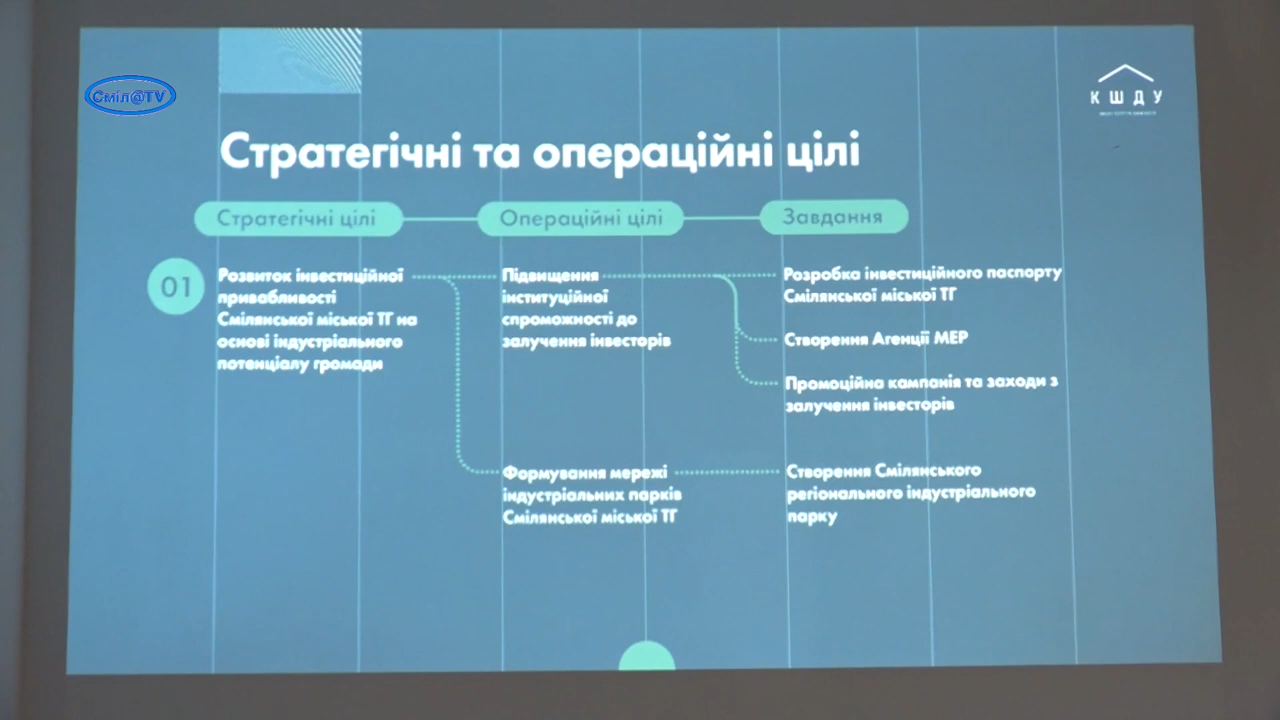 Сміл@TV
КШДУ
Стратегічні та операційні цілі
Стратегічні цілі
Операційні цілі
Завдання
01
Розвиток інвестиційної
привабливості
Смілянської міської ТГ на
основі індустріального
потенціалу громади
Підвищення
інституційної
спроможності до
залучення інвесторів
Розробка інвестиційного паспорту
Смілянської міської ТГ
Створення Агенції МЕР
Промоційна кампанія та заходи з
залучення інвесторів
Формування мережі
індустріальних парків
Смілянської міської ТГ
Створення Смілянського
регіонального індустріального
парку